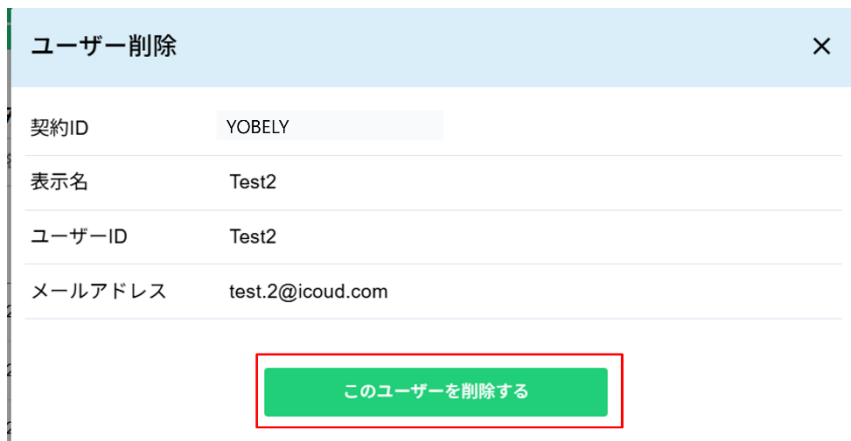 ユーザー削除
契約ID YOBELY
表示名 Test2
ユーザーID Test2
メールアドレス test.2@icoud.com
このユーザーを削除する